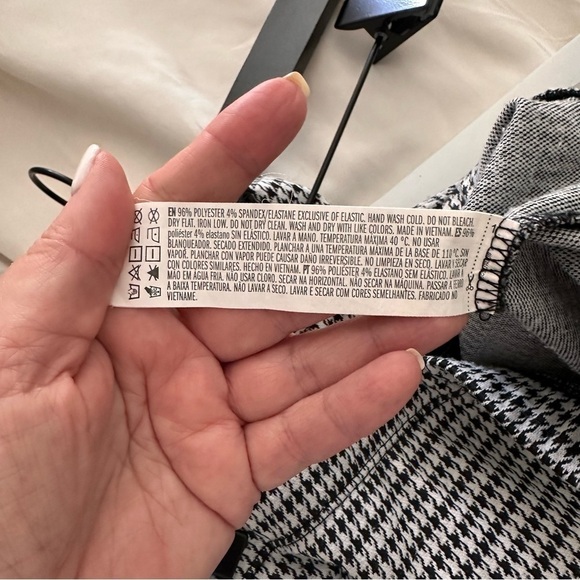 EN 96% POLYESTER 4% SPANDEX/ELASTANE EXCLUSIVE OF ELASTIC. HAND WASH COLD. DO NOT BLEACH.
DRY FLAT. IRON LOW. DO NOT DRY CLEAN. WASH AND DRY WITH LIKE COLORS. MADE IN VIETNAM. ES 96%
poliéster 4% elastano SIN ELÁSTICO. LAVAR A MANO. TEMPERATURA MÁXIMA 40 °C. NO USAR
BLANQUEADOR. SECADO EXTENDIDO. PLANCHAR A UNA TEMPERATURA MÁXIMA DE LA BASE DE 110°C. SIN
VAPOR. PLANCHAR CON VAPOR PUEDE CAUSAR DAÑO IRREVERSIBLE. NO LIMPIEZA EN SECO. LAVAR Y SECAR
CON COLORES SIMILARES. HECHO EN VIETNAM. PT 96% POLIÉSTER 4% ELASTANO SEM ELÁSTICO. LAVAR À
MÃO EM ÁGUA FRIA. NÃO USAR CLORO. SECAR NA HORIZONTAL. NÃO SECAR NA MÁQUINA. PASSAR A FERRO
A BAIXA TEMPERATURA. NÃO LAVAR A SECO. LAVAR E SECAR COM CORES SEMELHANTES. FABRICADO NO
VIETNAME.